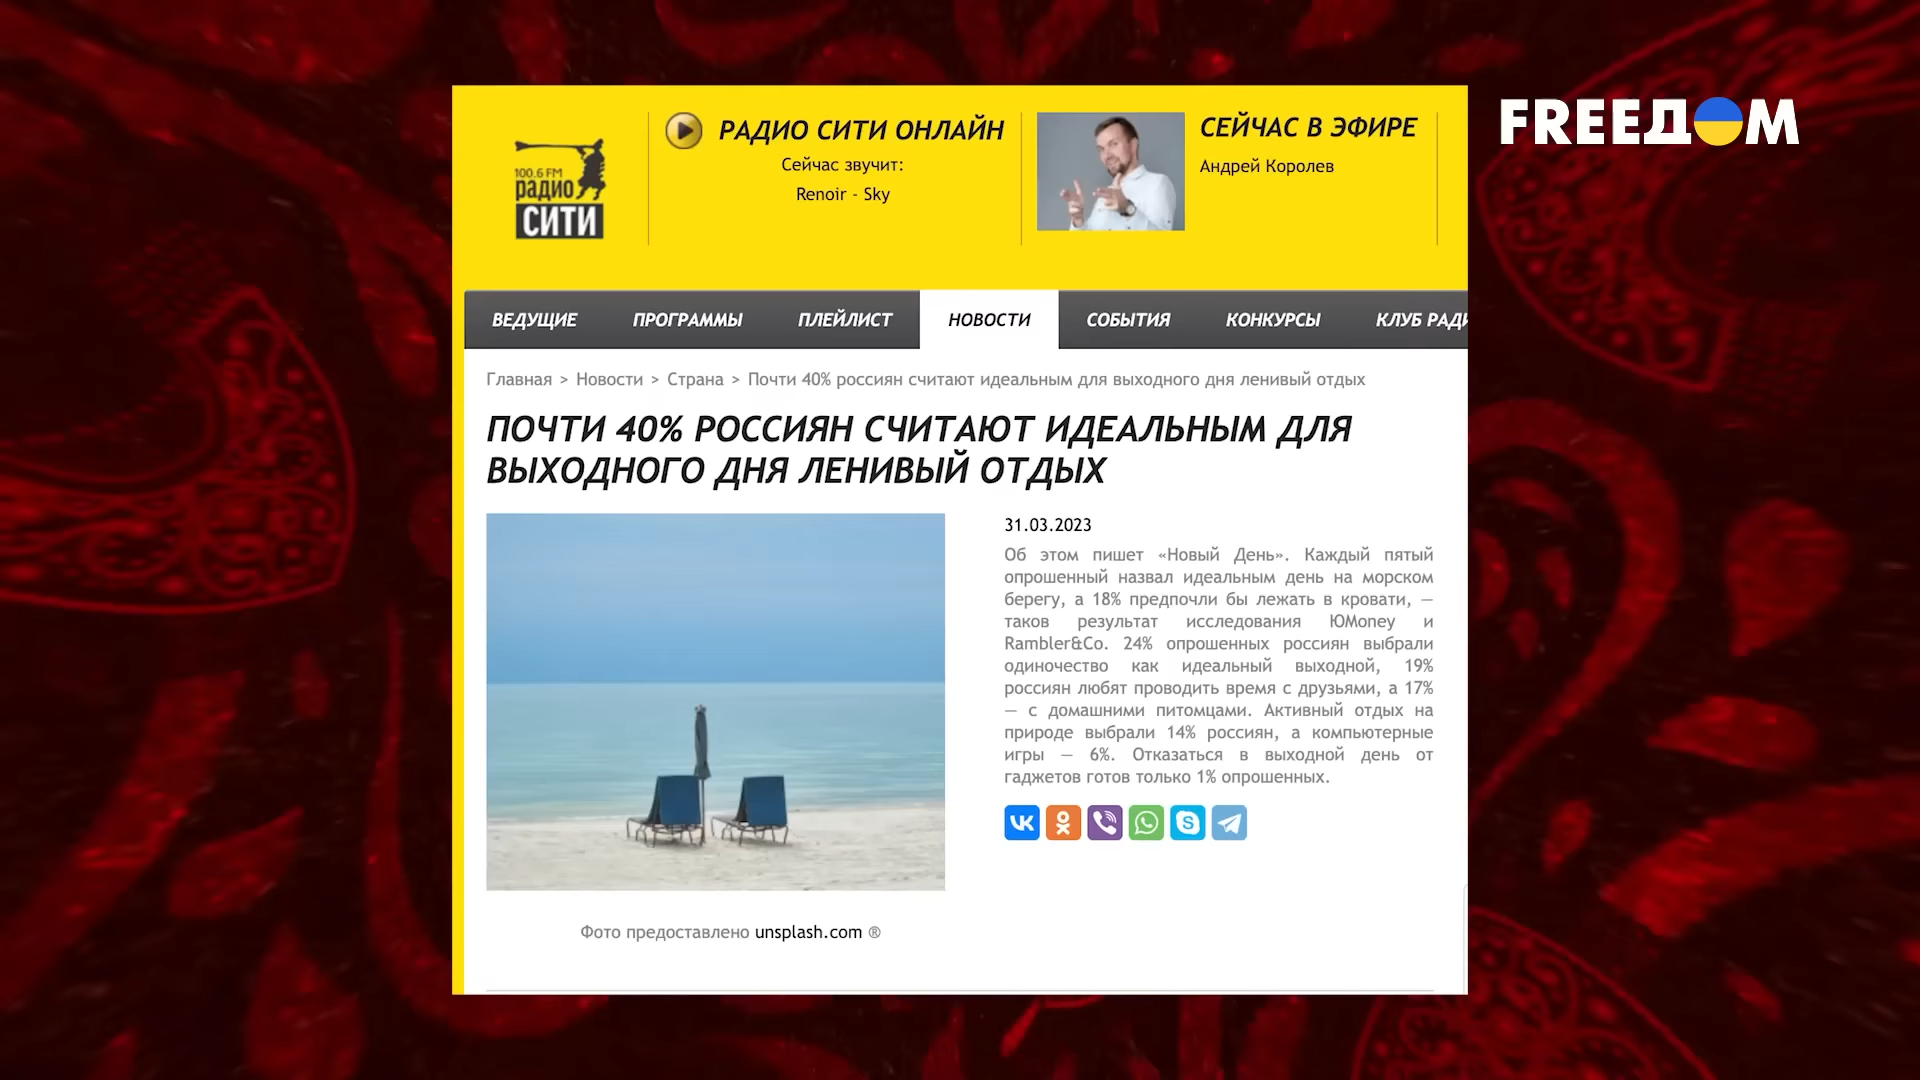 FREEДOM
100.6 FM
радио
СИТИ
РАДИО СИТИ ОНЛАЙН
Сейчас звучит:
Renoir - Sky
СЕЙЧАС В ЭФИРЕ
Андрей Королев
ВЕДУЩИЕ ПРОГРАММЫ ПЛЕЙЛИСТ НОВОСТИ СОБЫТИЯ КОНКУРСЫ КЛУБ РАДИ
Главная > Новости > Страна > Почти 40% россиян считают идеальным для выходного дня ленивый отдых
ПОЧТИ 40% РОССИЯН СЧИТАЮТ ИДЕАЛЬНЫМ ДЛЯ
ВЫХОДНОГО ДНЯ ЛЕНИВЫЙ ОТДЫХ
31.03.2023
Об этом пишет «Новый День». Каждый пятый
опрошенный назвал идеальным день на морском
берегу, а 18% предпочли бы лежать в кровати, —
таков результат исследования ЮMoney и
Rambler&Co. 24% опрошенных россиян выбрали
одиночество как идеальный выходной, 19%
россиян любят проводить время с друзьями, а 17%
— с домашними питомцами. Активный отдых на
природе выбрали 14% россиян, а компьютерные
игры — 6%. Отказаться в выходной день от
гаджетов готов только 1% опрошенных.
Фото предоставлено unsplash.com ®